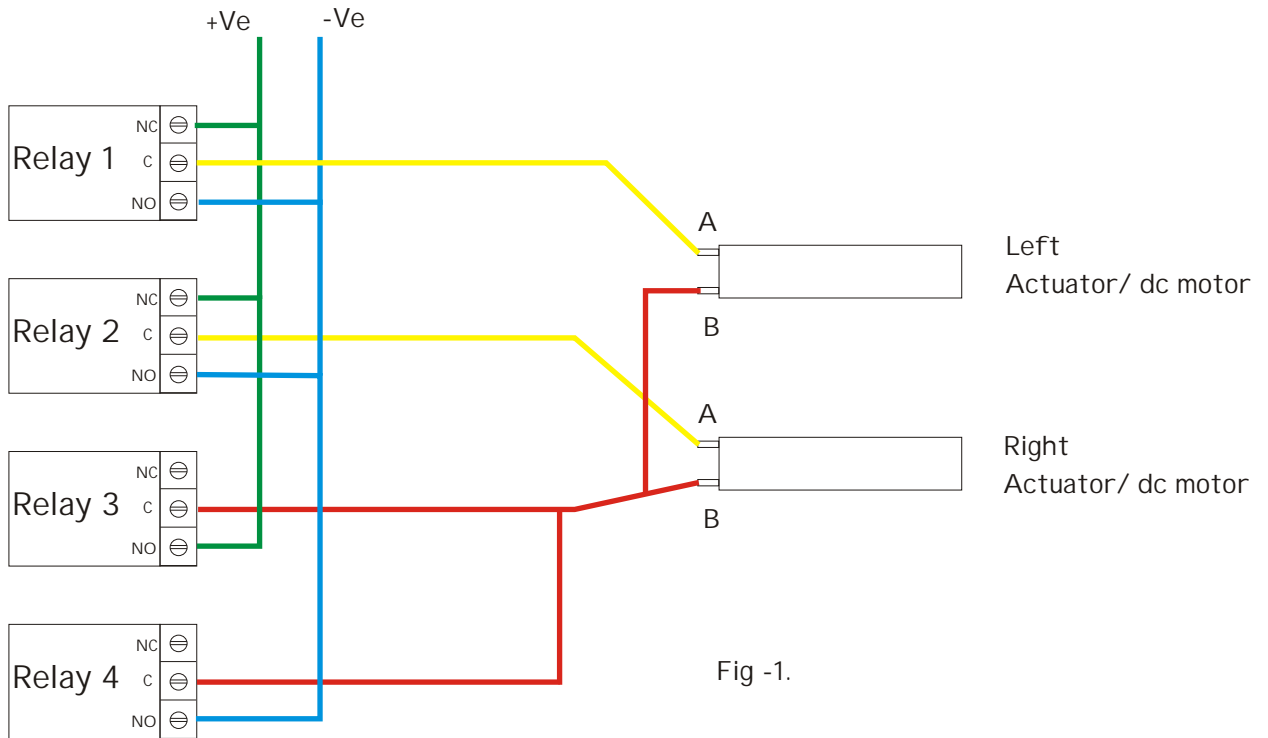 +Ve
-Ve
NC
Relay 1
C
NO
A
Left
Actuator/ dc motor
B
NC
Relay 2
C
NO
A
Right
Actuator/ dc motor
B
NC
Relay 3
C
NO
NC
Relay 4
C
NO
Fig -1.